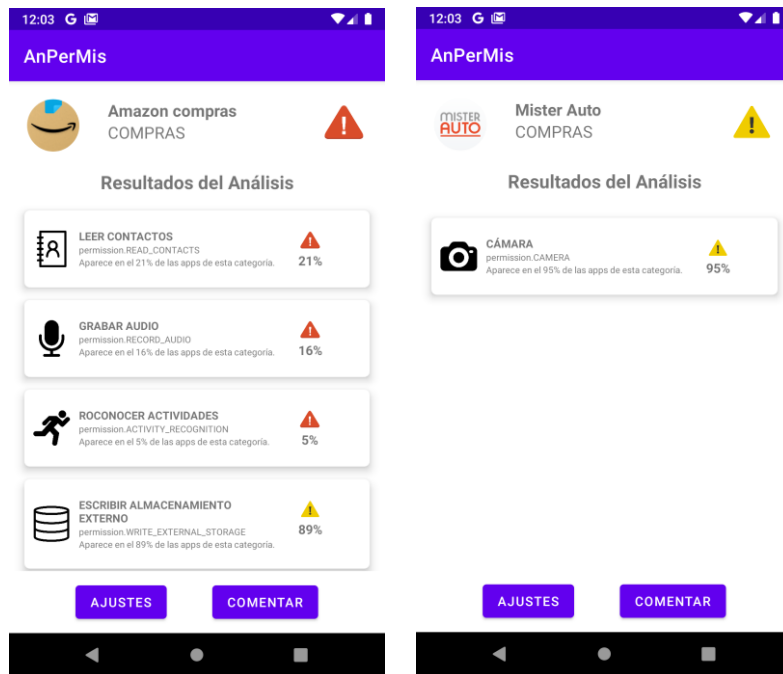 12:03 G
AnPerMis
Amazon compras
COMPRAS
Resultados del Análisis
LEER CONTACTOS
permission.READ_CONTACTS
Aparece en el 21% de las apps de esta categoría.
21%
GRABAR AUDIO
permission.RECORD_AUDIO
Aparece en el 16% de las apps de esta categoría.
16%
ROCONOCER ACTIVIDADES
permission.ACTIVITY_RECOGNITION
Aparece en el 5% de las apps de esta categoría.
5%
ESCRIBIR ALMACENAMIENTO
EXTERNO
permission.WRITE_EXTERNAL_STORAGE
Aparece en el 89% de las apps de esta categoría.
89%
AJUSTES
COMENTAR
12:03 G
AnPerMis
MISTER
AUTO
Mister Auto
COMPRAS
Resultados del Análisis
CÁMARA
permission.CAMERA
Aparece en el 95% de las apps de esta categoría.
95%
AJUSTES
COMENTAR